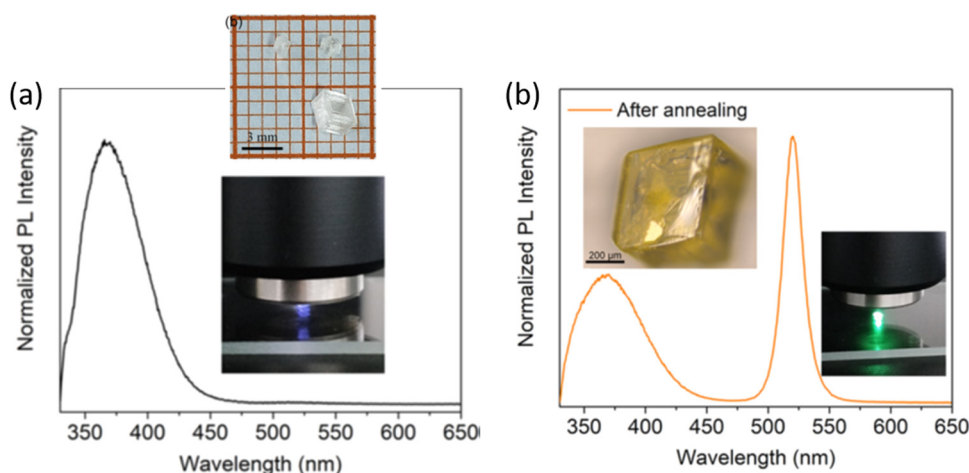 (b)
(a)
3 mm
Normalized PL Intensity
350 400 450 500 550 600 650
Wavelength (nm)
(b)
After annealing
200 μm
Normalized PL Intensity
350 400 450 500 550 600 650
Wavelength (nm)